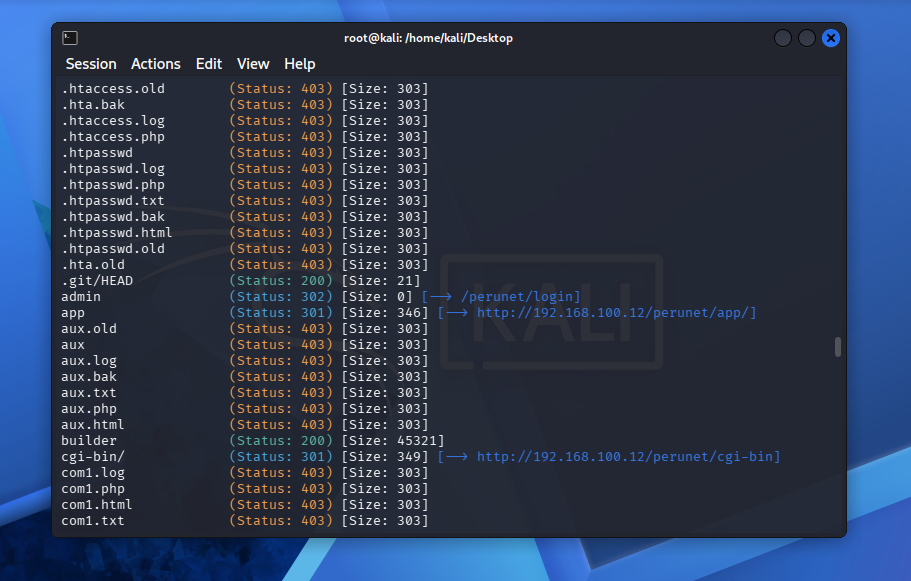 root@kali: /home/kali/Desktop
Session Actions Edit View Help
.htaccess.old (Status: 403) [Size: 303]
.hta.bak (Status: 403) [Size: 303]
.htaccess.log (Status: 403) [Size: 303]
.htaccess.php (Status: 403) [Size: 303]
.htpasswd (Status: 403) [Size: 303]
.htpasswd.log (Status: 403) [Size: 303]
.htpasswd.php (Status: 403) [Size: 303]
.htpasswd.txt (Status: 403) [Size: 303]
.htpasswd.bak (Status: 403) [Size: 303]
.htpasswd.html (Status: 403) [Size: 303]
.htpasswd.old (Status: 403) [Size: 303]
.hta.old (Status: 403) [Size: 303]
.git/HEAD (Status: 200) [Size: 21]
admin (Status: 302) [Size: 0] [--> /perunet/login]
app (Status: 301) [Size: 346] [--> http://192.168.100.12/perunet/app/]
aux.old (Status: 403) [Size: 303]
aux (Status: 403) [Size: 303]
aux.log (Status: 403) [Size: 303]
aux.bak (Status: 403) [Size: 303]
aux.txt (Status: 403) [Size: 303]
aux.php (Status: 403) [Size: 303]
aux.html (Status: 403) [Size: 303]
builder (Status: 200) [Size: 45321]
cgi-bin/ (Status: 301) [Size: 349] [--> http://192.168.100.12/perunet/cgi-bin]
com1.log (Status: 403) [Size: 303]
com1.php (Status: 403) [Size: 303]
com1.html (Status: 403) [Size: 303]
com1.txt (Status: 403) [Size: 303]
KALI